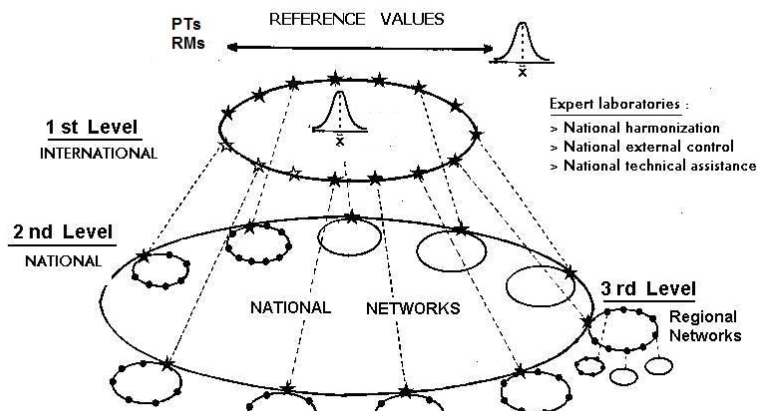 REFERENCE VALUES
PTs
RMs
x̄
x̄
Expert laboratories :
> National harmonization
> National external control
> National technical assistance
1 st Level
INTERNATIONAL
2 nd Level
NATIONAL
NATIONAL NETWORKS
3 rd Level
Regional
Networks